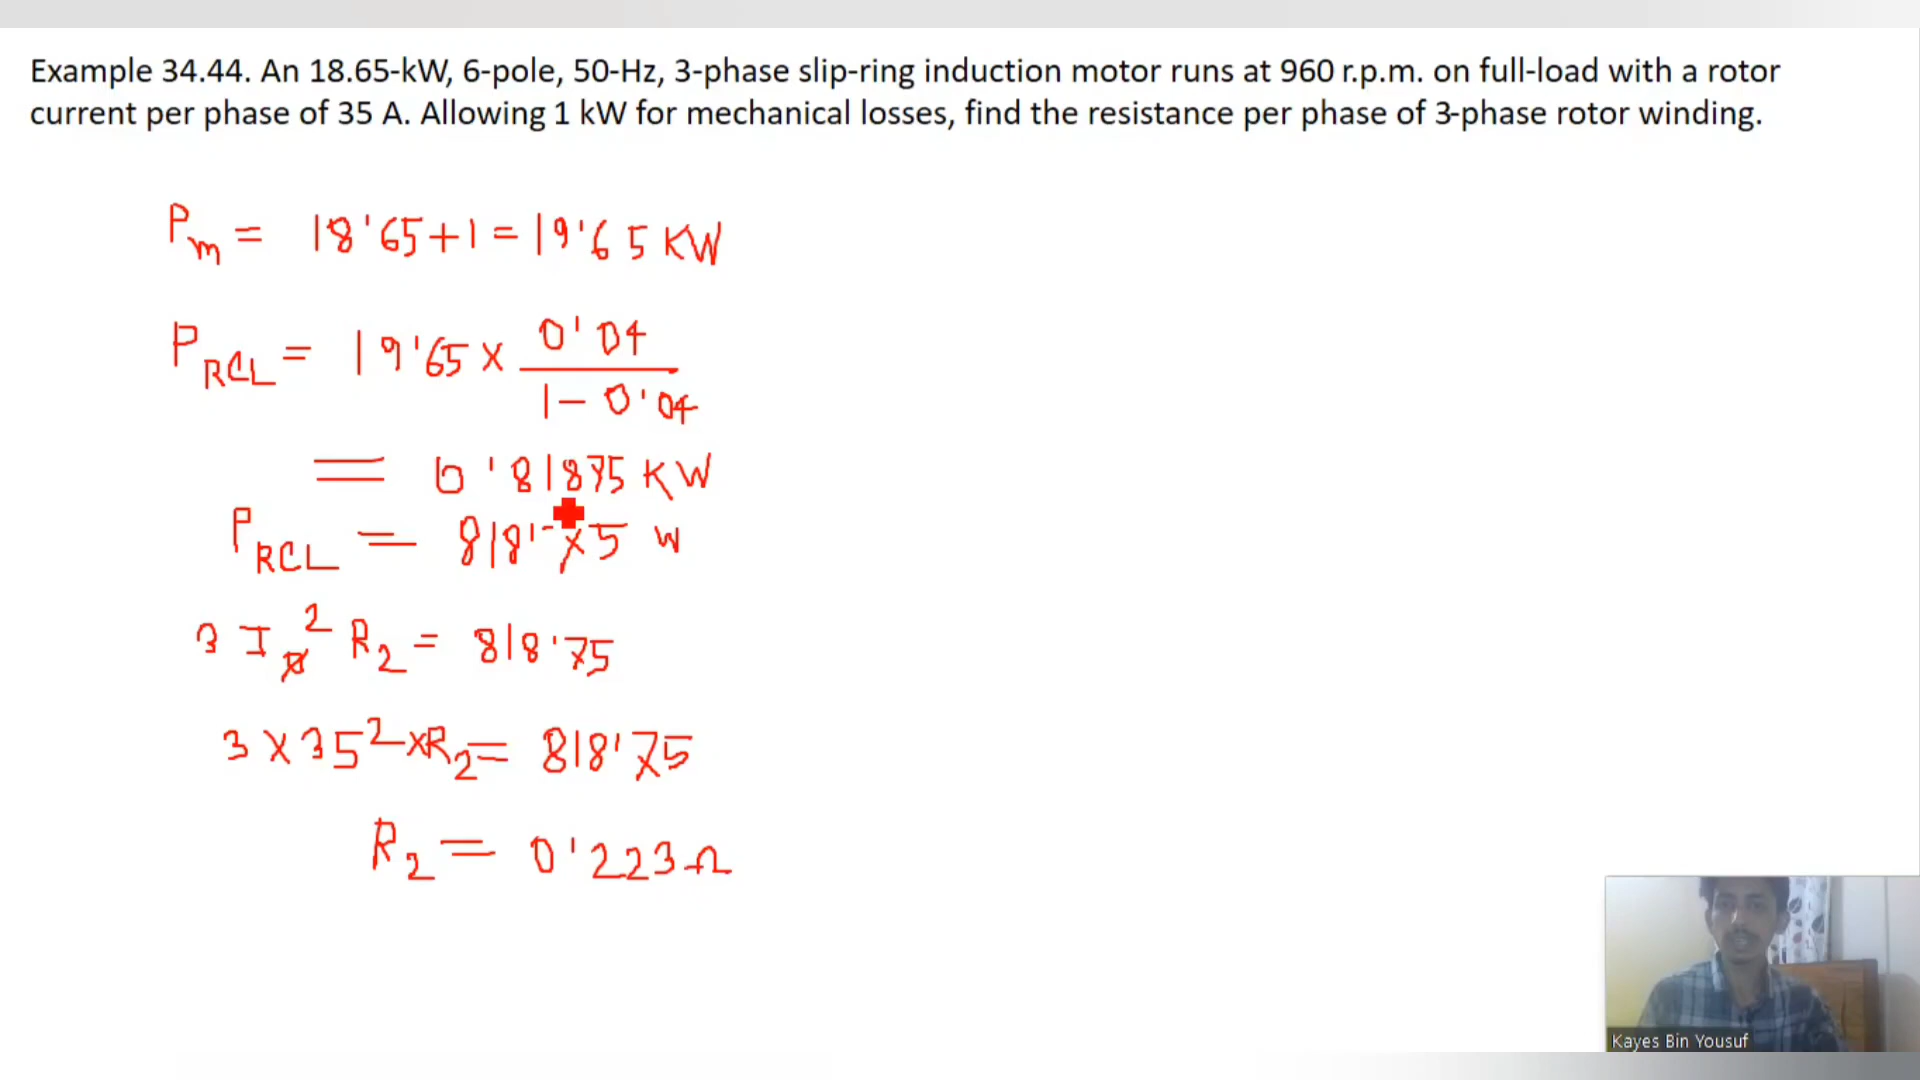 Example 34.44. An 18.65-kW, 6-pole, 50-Hz, 3-phase slip-ring induction motor runs at 960 r.p.m. on full-load with a rotor
current per phase of 35 A. Allowing 1 kW for mechanical losses, find the resistance per phase of 3-phase rotor winding.
Pm = 18'65+1 = 19'65 KW
PRCL = 19'65 × 0'04 / 1 - 0'04
= 0'81875 KW
PRCL = 818'75 W
3 I² R2 = 818'75
3 × 35² × R2 = 818'75
R2 = 0'223 Ω
Kayes Bin Yousuf